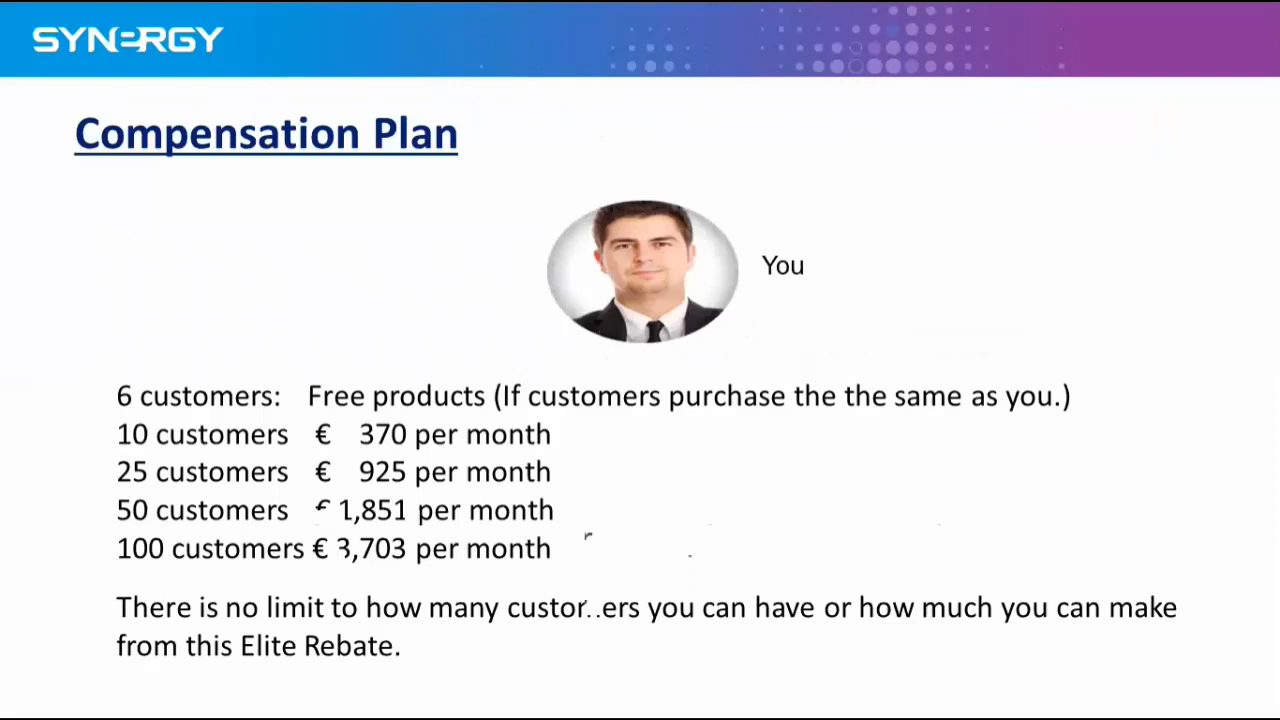 SYNERGY
Compensation Plan
You
6 customers: Free products (If customers purchase the the same as you.)
10 customers € 370 per month
25 customers € 925 per month
50 customers € 1,851 per month
100 customers € 3,703 per month
There is no limit to how many customers you can have or how much you can make
from this Elite Rebate.